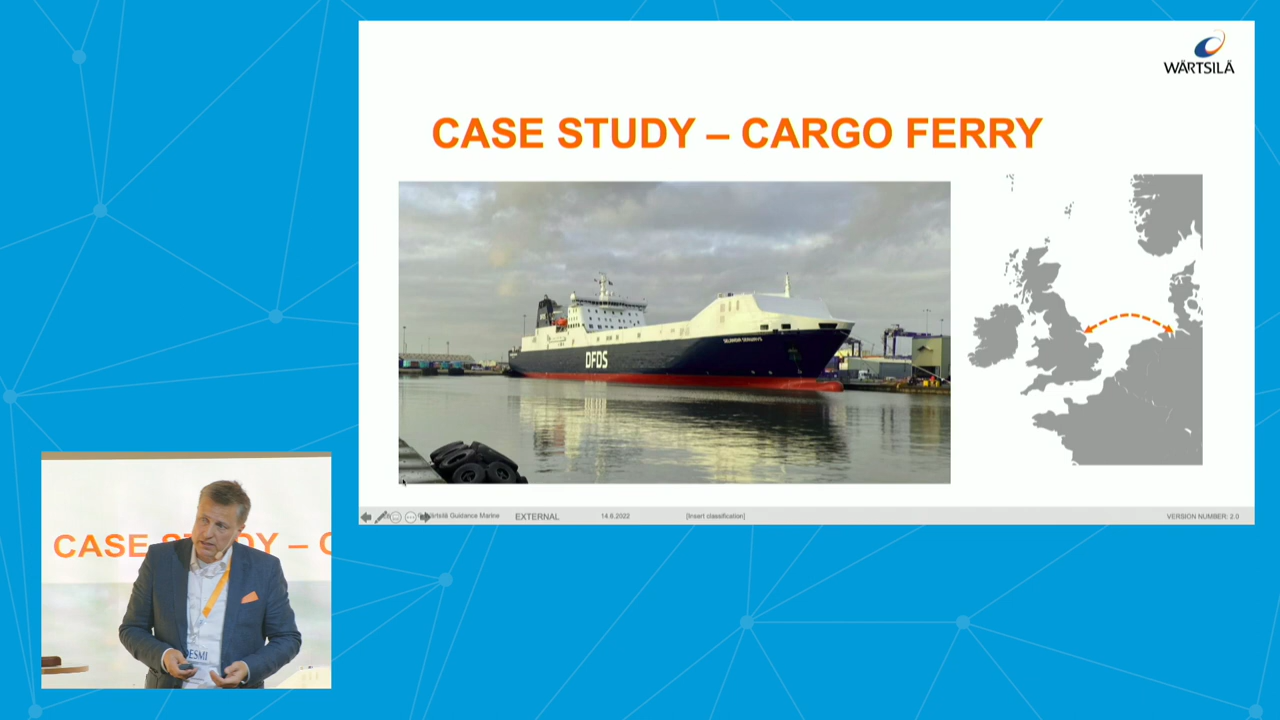 WÄRTSILÄ
CASE STUDY – CARGO FERRY
DFDS
Wärtsilä Guidance Marine
EXTERNAL
14.6.2022
[Insert classification]
VERSION NUMBER: 2.0
CASE STUDY – C
DESMI